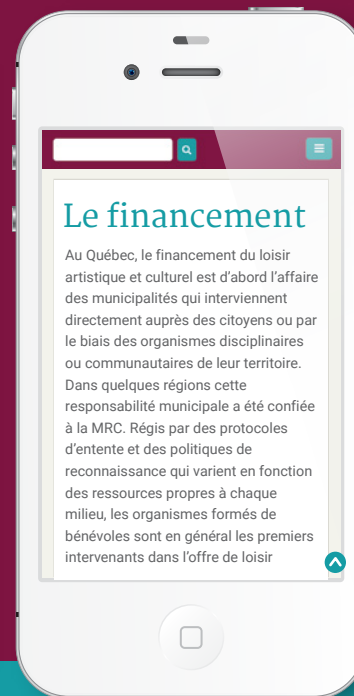 Le financement
Au Québec, le financement du loisir
artistique et culturel est d’abord l’affaire
des municipalités qui interviennent
directement auprès des citoyens ou par
le biais des organismes disciplinaires
ou communautaires de leur territoire.
Dans quelques régions cette
responsabilité municipale a été confiée
à la MRC. Régis par des protocoles
d’entente et des politiques de
reconnaissance qui varient en fonction
des ressources propres à chaque
milieu, les organismes formés de
bénévoles sont en général les premiers
intervenants dans l’offre de loisir